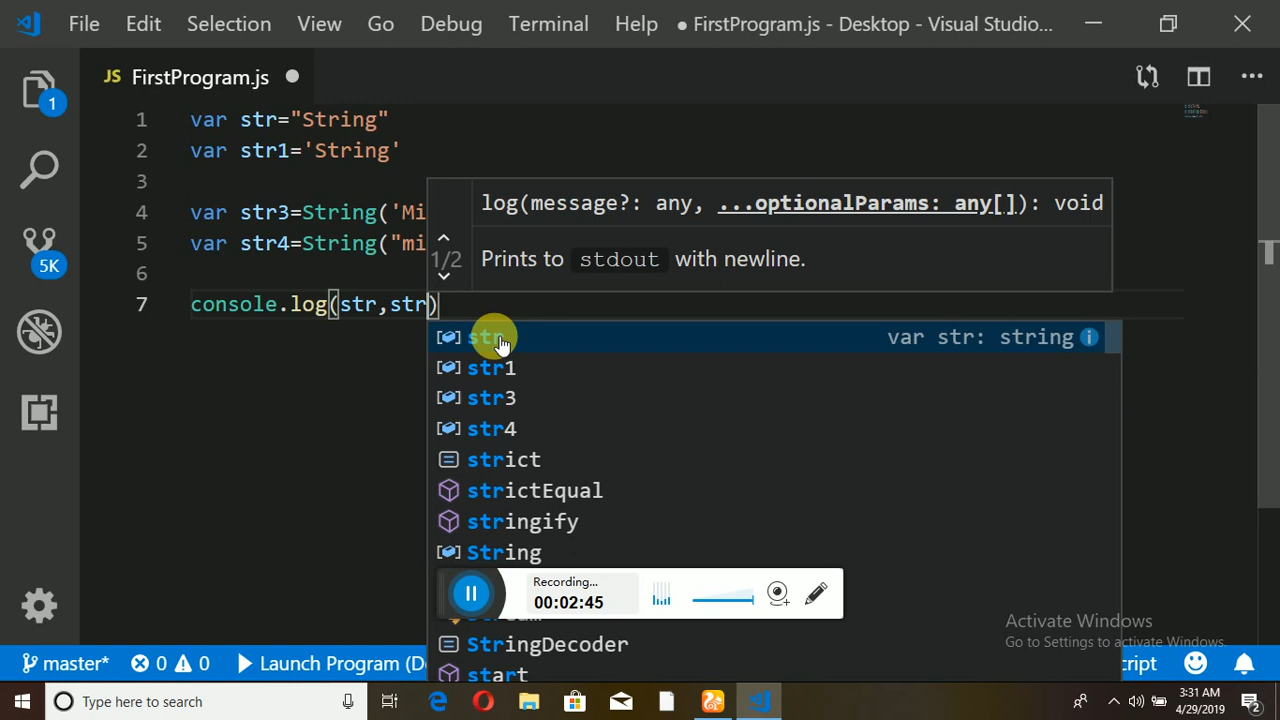 File Edit Selection View Go Debug Terminal Help ● FirstProgram.js - Desktop - Visual Studio...
1
JS FirstProgram.js ●
1 var str="String"
2 var str1='String'
3
4 var str3=String('Mi
5 var str4=String("mi
6
7 console.log(str,str)
log(message?: any, ...optionalParams: any[]): void
1/2 Prints to stdout with newline.
5K
str var str: string
str1
str3
str4
strict
strictEqual
stringify
String
Recording...
00:02:45
StringDecoder
start
Activate Windows
Go to Settings to activate Windows.
master* 0 0 Launch Program (De
cript
Type here to search
3:31 AM
4/29/2019
2